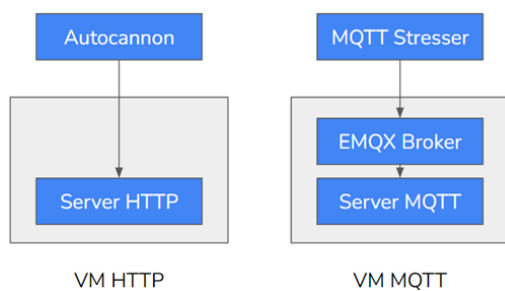 Autocannon
MQTT Stresser
EMQX Broker
Server HTTP
Server MQTT
VM HTTP
VM MQTT